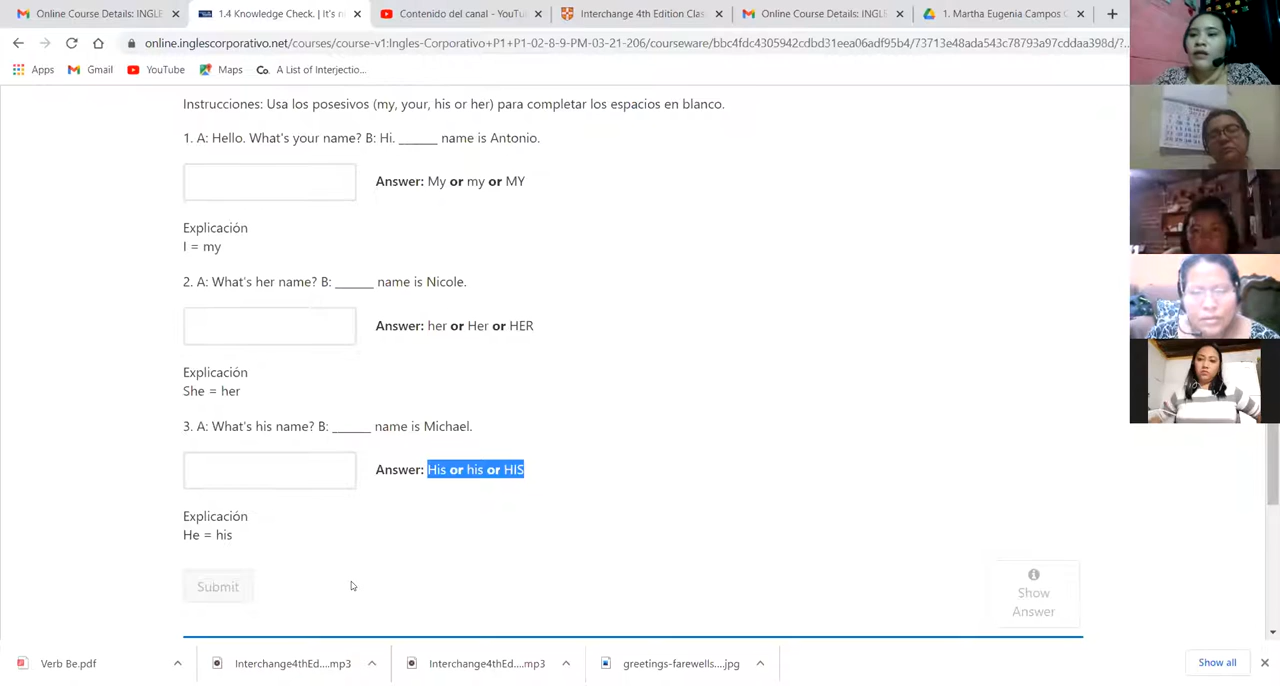 Online Course Details: INGLE
1.4 Knowledge Check. | It's n
Contenido del canal - YouTu
Interchange 4th Edition Class
Online Course Details: INGLE
1. Martha Eugenia Campos C
online.inglescorporativo.net/courses/course-v1:Ingles-Corporativo+P1+P1-02-8-9-PM-03-21-206/courseware/bbc4fdc4305942cdbd31eea06adf95b4/73713e48ada543c78793a97cddaa398d/?...
Apps
Gmail
YouTube
Maps
Co.
A List of Interjectio...
Instrucciones: Usa los posesivos (my, your, his or her) para completar los espacios en blanco.
1. A: Hello. What's your name? B: Hi. ______ name is Antonio.
Answer: My or my or MY
Explicación
I = my
2. A: What's her name? B: ______ name is Nicole.
Answer: her or Her or HER
Explicación
She = her
3. A: What's his name? B: ______ name is Michael.
Answer: His or his or HIS
Explicación
He = his
Submit
Show
Answer
Verb Be.pdf
Interchange4thEd....mp3
Interchange4thEd....mp3
greetings-farewells....jpg
Show all